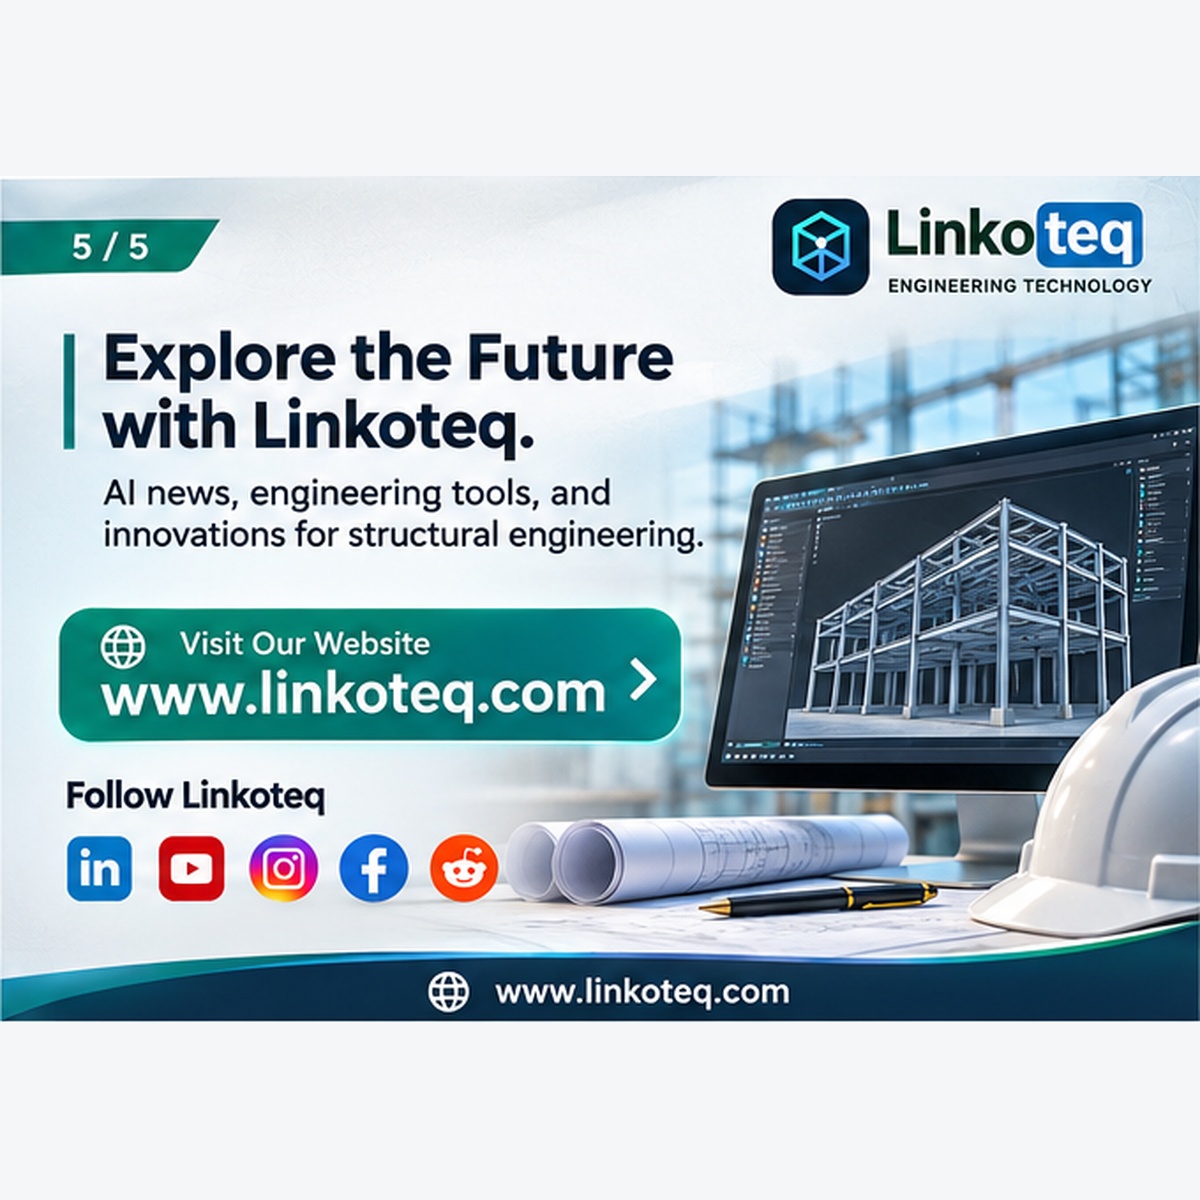 5 / 5
Linkoteq
ENGINEERING TECHNOLOGY
Explore the Future
with Linkoteq.
AI news, engineering tools, and
innovations for structural engineering.
Visit Our Website
www.linkoteq.com
Follow Linkoteq
in
f
www.linkoteq.com